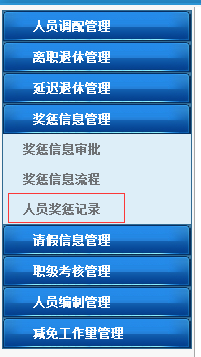 人员调配管理
离职退休管理
延迟退休管理
奖惩信息管理
奖惩信息审批
奖惩信息流程
人员奖惩记录
请假信息管理
职级考核管理
人员编制管理
减免工作量管理